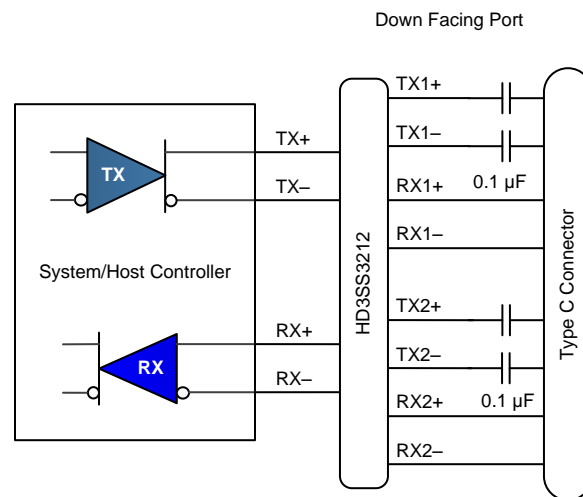 Down Facing Port
TX1+
TX1–
TX+
TX
TX–
RX1+
0.1 µF
RX1–
System/Host Controller
HD3SS3212
Type C Connector
TX2+
RX+
TX2–
RX
RX–
RX2+
0.1 µF
RX2–